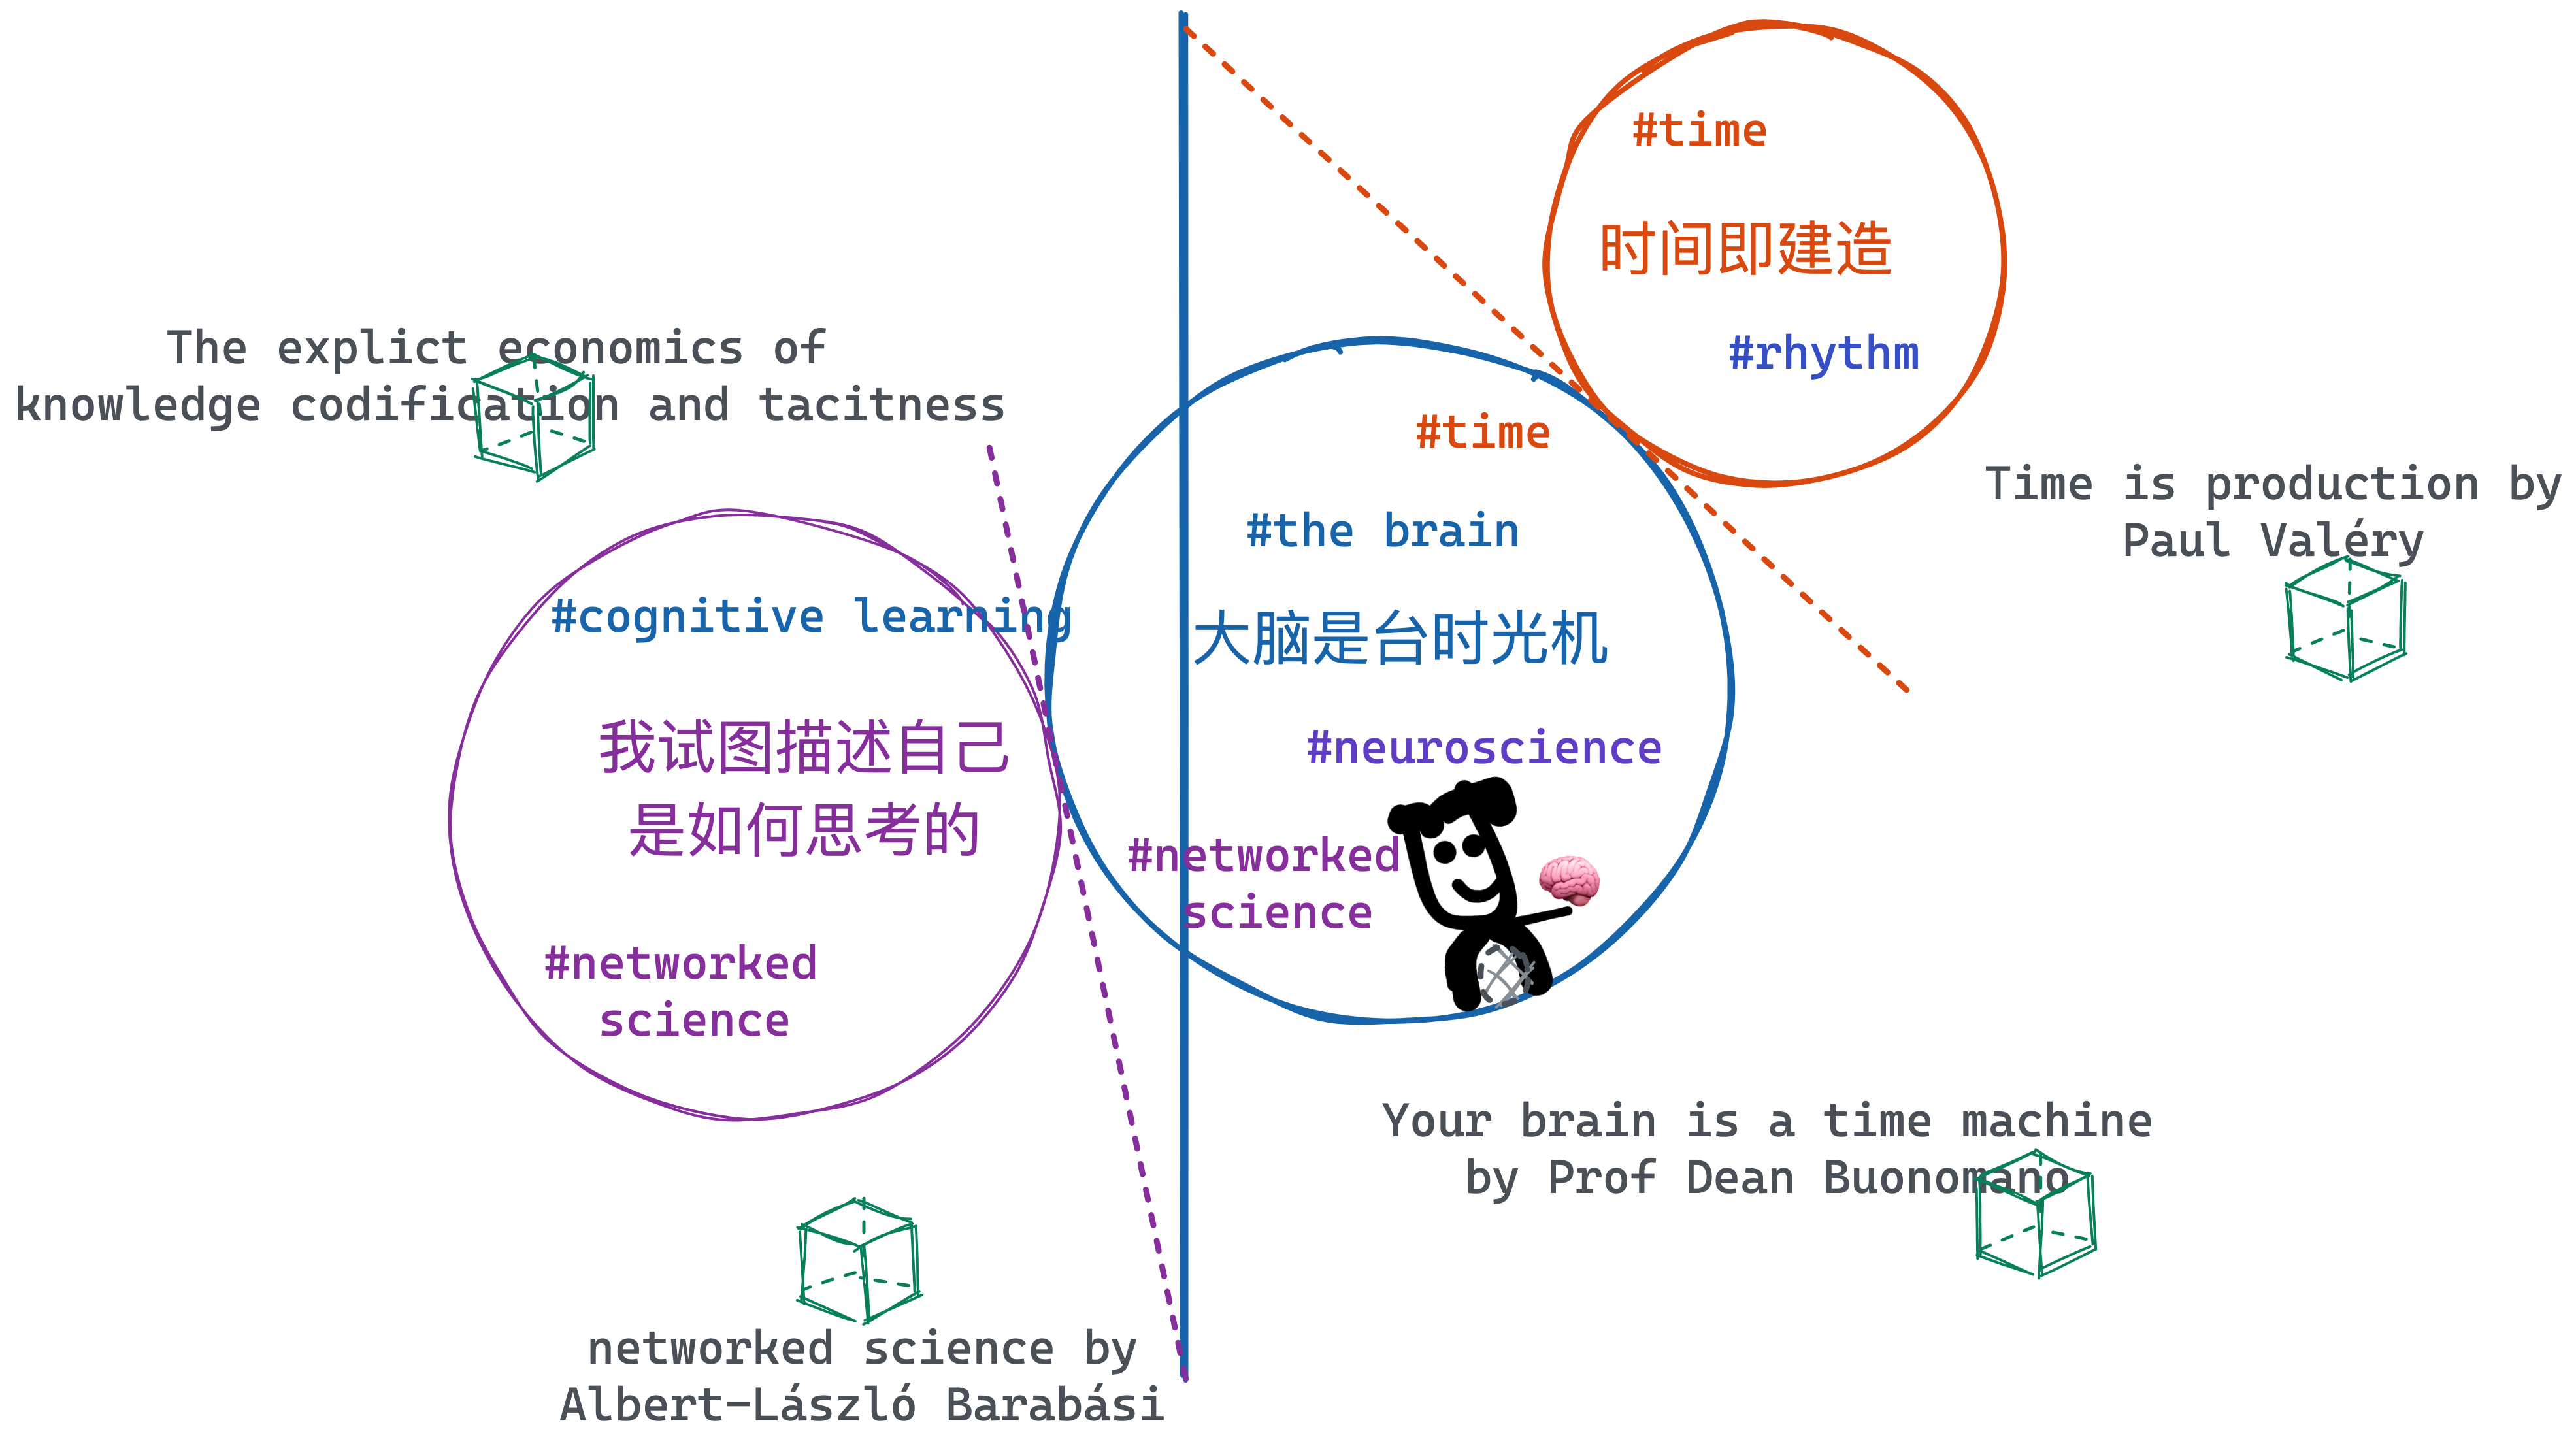 #time
时间即建造
#rhythm
The explict economics of
knowledge codification and tacitness
#time
#the brain
大脑是台时光机
#neuroscience
#networked
science
Time is production by
Paul Valéry
#cognitive learning
我试图描述自己
是如何思考的
#networked
science
Your brain is a time machine
by Prof Dean Buonomano
networked science by
Albert-László Barabási